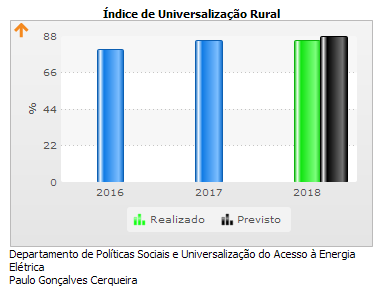 Índice de Universalização Rural
88
66
44
22
0
%
2016 2017 2018
Realizado Previsto
Departamento de Políticas Sociais e Universalização do Acesso à Energia
Elétrica
Paulo Gonçalves Cerqueira